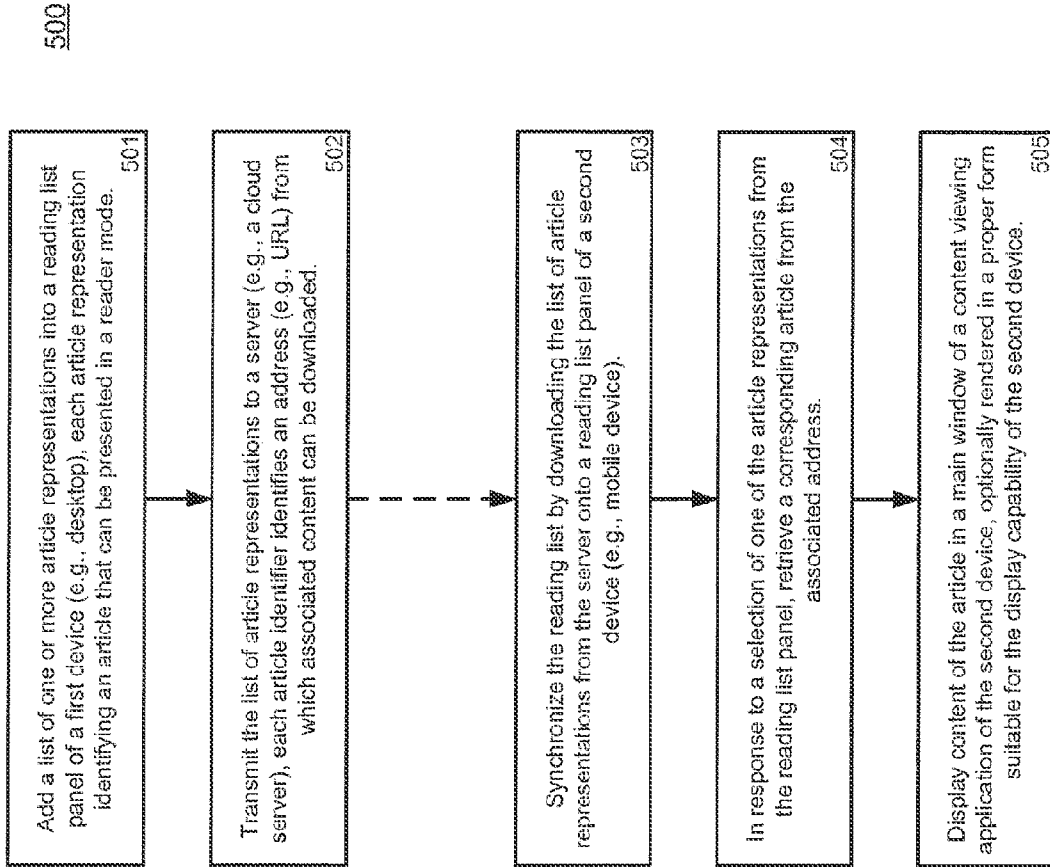 500
Add a list of one or more article representations into a reading list
panel of a first device (e.g., desktop), each article representation
identifying an article that can be presented in a reader mode.
501
Transmit the list of article representations to a server (e.g., a cloud
server), each article identifier identifies an address (e.g., URL) from
which associated content can be downloaded.
502
Synchronize the reading list by downloading the list of article
representations from the server onto a reading list panel of a second
device (e.g., mobile device).
503
In response to a selection of one of the article representations from
the reading list panel, retrieve a corresponding article from the
associated address.
504
Display content of the article in a main window of a content viewing
application of the second device, optionally rendered in a proper form
suitable for the display capability of the second device.
505